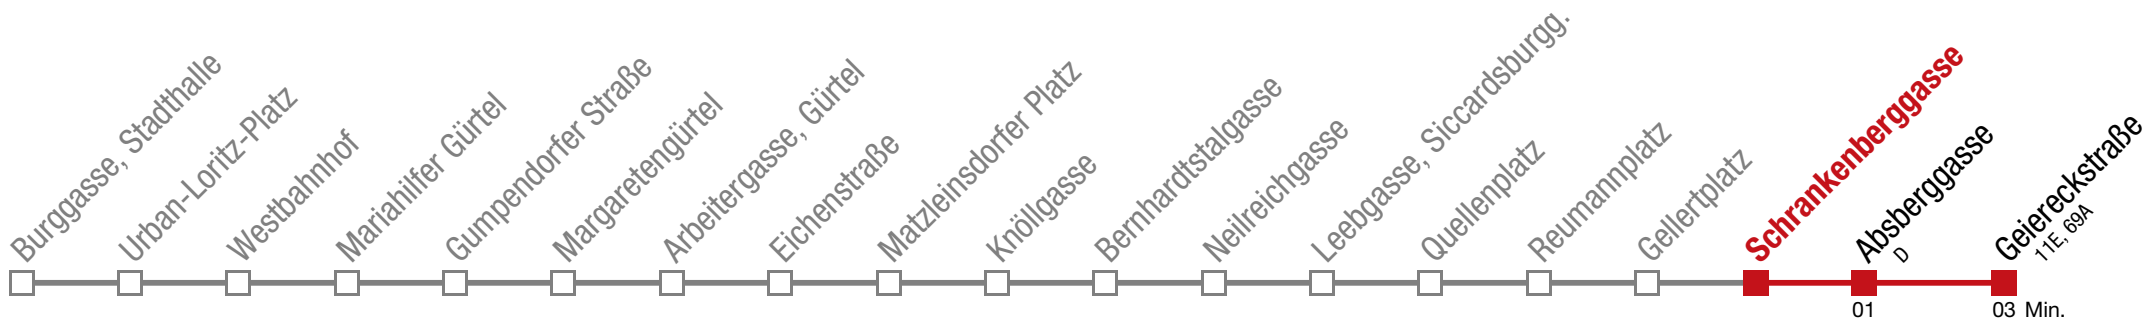 Burggasse, Stadthalle
Urban-Loritz-Platz
Westbahnhof
Mariahilfer Gürtel
Gumpendorfer Straße
Margaretengürtel
Arbeitergasse, Gürtel
Eichenstraße
Matzleinsdorfer Platz
Knöllgasse
Bernhardtstalgasse
Neilreichgasse
Leebgasse, Siccardsburgg.
Quellenplatz
Reumannplatz
Gellertplatz
Schrankenberggasse
Absberggasse
D
Geiereckstraße
11E, 69A
01
03 Min.